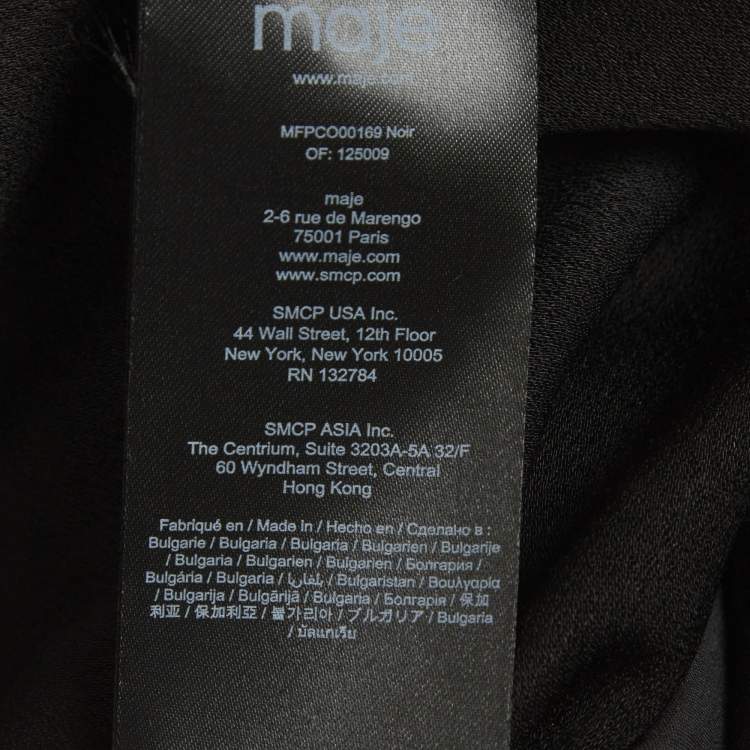 maje
www.maje.com
MFPCO00169 Noir
OF: 125009
maje
2-6 rue de Marengo
75001 Paris
www.maje.com
www.smcp.com
SMCP USA Inc.
44 Wall Street, 12th Floor
New York, New York 10005
RN 132784
SMCP ASIA Inc.
The Centrium, Suite 3203A-5A 32/F
60 Wyndham Street, Central
Hong Kong
Fabriqué en / Made in / Hecho en / Сделано в :
Bulgarie / Bulgaria / Bulgaria / Bulgarien / Bulgarije
/ Bulgaria / Bulgarien / Bulgarien / Болгария /
Bulgária / Bulgaria / بلغاريا / Bulgaristan / Βουλγαρία
/ Bulgarija / Bulgārijā / Bulgaria / Болгарія / 保加
利亚 / 保加利亞 / 불가리아 / ブルガリア / Bulgaria
/ บัลแกเรีย